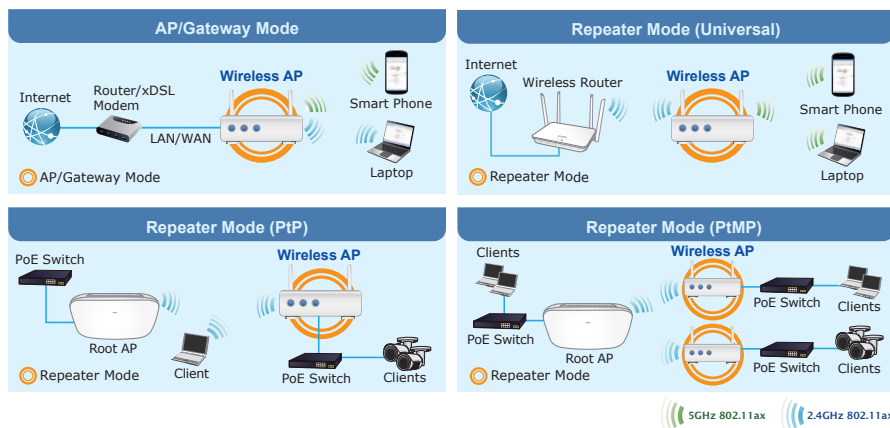 AP/Gateway Mode
Wireless AP
Router/xDSL
Modem
Internet
LAN/WAN
Smart Phone
Laptop
AP/Gateway Mode
Repeater Mode (Universal)
Internet
Wireless Router
Wireless AP
Smart Phone
Laptop
Repeater Mode
Repeater Mode (PtP)
PoE Switch
Wireless AP
Root AP
Client
PoE Switch
Clients
Repeater Mode
Repeater Mode (PtMP)
Clients
Wireless AP
PoE Switch
Root AP
PoE Switch
Clients
PoE Switch
Clients
Repeater Mode
5GHz 802.11ax
2.4GHz 802.11ax